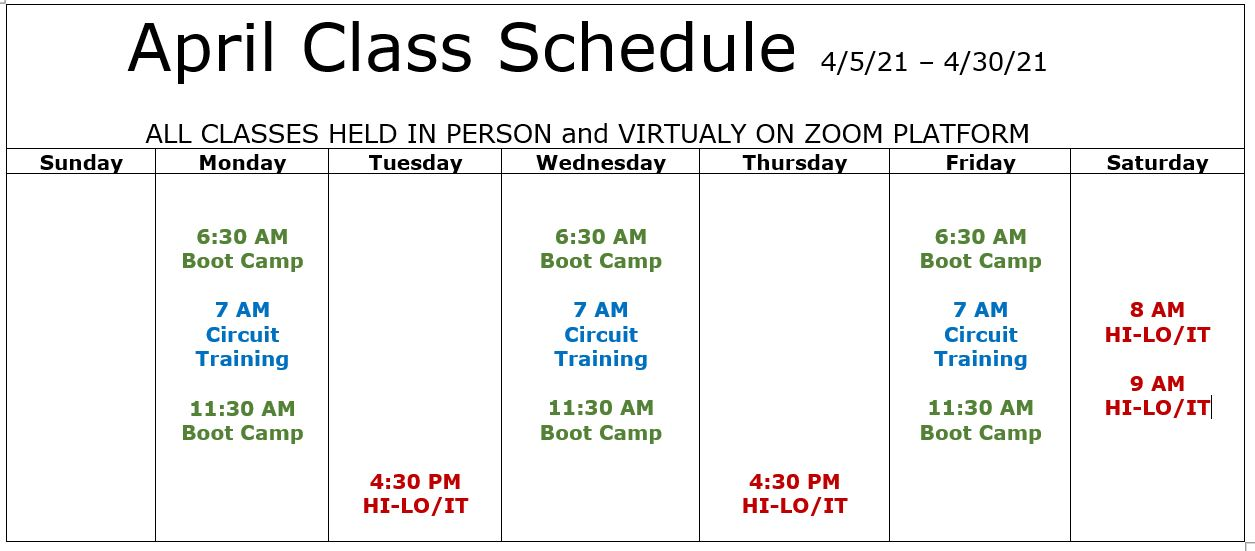 April Class Schedule 4/5/21 – 4/30/21
ALL CLASSES HELD IN PERSON and VIRTUALY ON ZOOM PLATFORM
Sunday Monday Tuesday Wednesday Thursday Friday Saturday
6:30 AM 6:30 AM 6:30 AM
Boot Camp Boot Camp Boot Camp
7 AM 7 AM 7 AM 8 AM
Circuit Circuit Circuit HI-LO/IT
Training Training Training
9 AM
11:30 AM 11:30 AM 11:30 AM HI-LO/IT
Boot Camp Boot Camp Boot Camp
4:30 PM 4:30 PM
HI-LO/IT HI-LO/IT